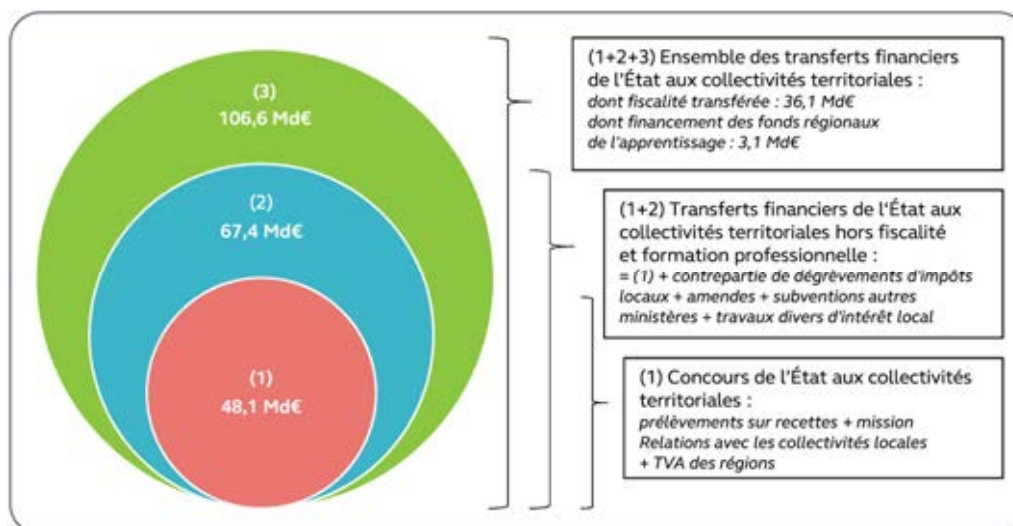 (3)
106,6 Md€
(2)
67,4 Md€
(1)
48,1 Md€
(1+2+3) Ensemble des transferts financiers
de l'État aux collectivités territoriales :
dont fiscalité transférée : 36,1 Md€
dont financement des fonds régionaux
de l'apprentissage : 3,1 Md€
(1+2) Transferts financiers de l'État aux
collectivités territoriales hors fiscalité
et formation professionnelle :
= (1) + contrepartie de dégrèvements d'impôts
locaux + amendes + subventions autres
ministères + travaux divers d'intérêt local
(1) Concours de l'État aux collectivités
territoriales :
prélèvements sur recettes + mission
Relations avec les collectivités locales
+ TVA des régions